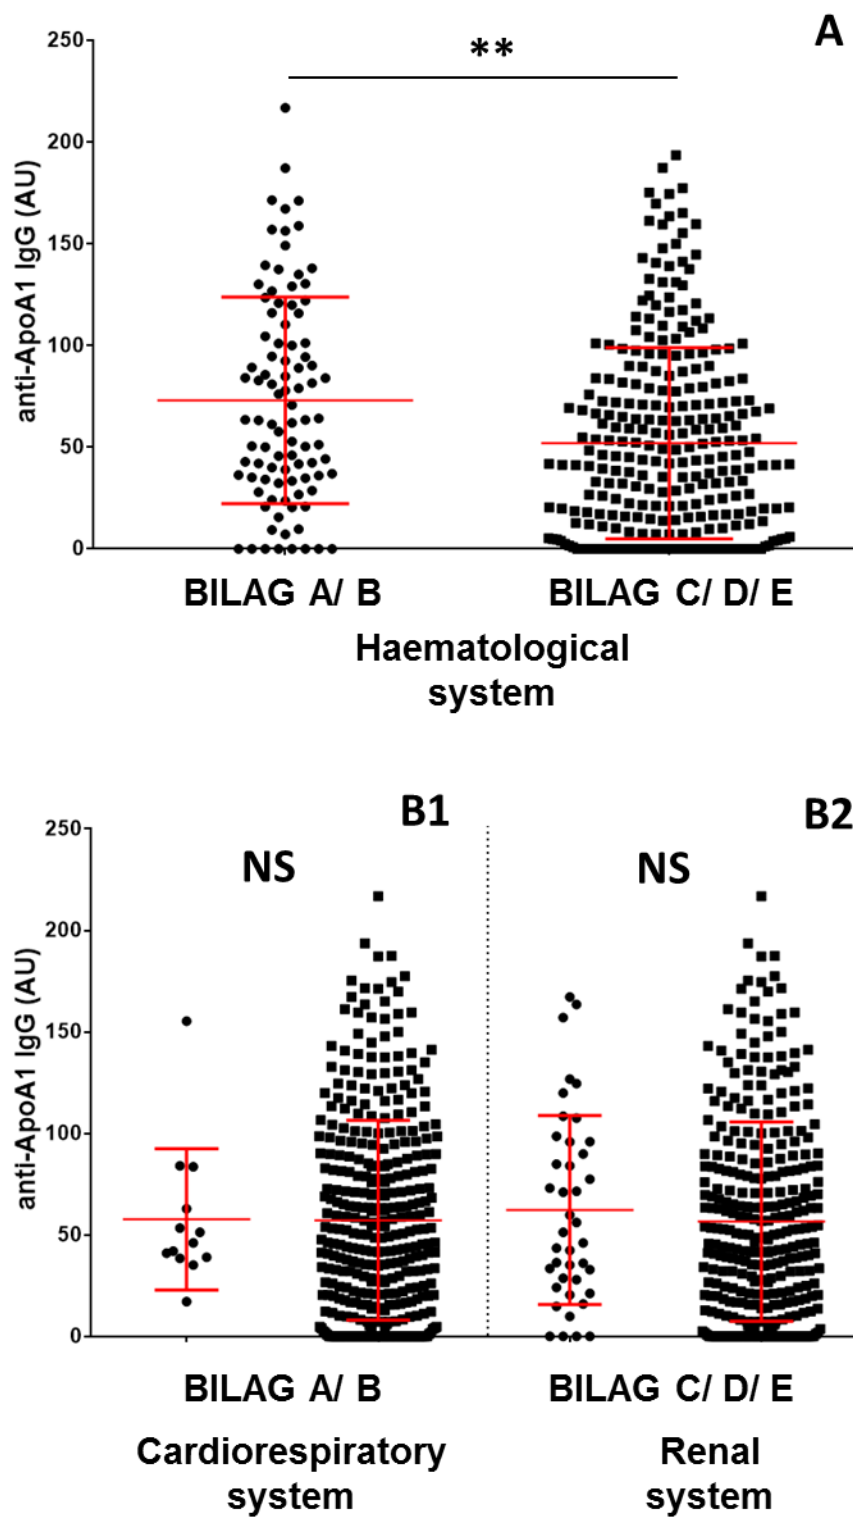 A
**
250
200
150
100
50
0
anti-ApoA1 IgG (AU)
BILAG A/ B
BILAG C/ D/ E
Haematological
system
B1
B2
NS
NS
250
200
150
100
50
0
anti-ApoA1 IgG (AU)
BILAG A/ B
BILAG C/ D/ E
Cardiorespiratory
system
Renal
system